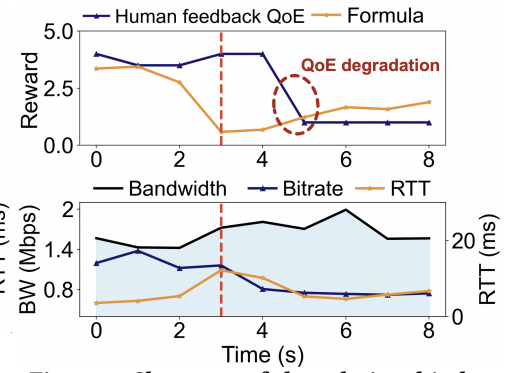 Human feedback QoE Formula
5.0
2.5
0.0
Reward
QoE degradation
0 2 4 6 8
Bandwidth Bitrate RTT
2
1.4
0.8
BW (Mbps)
20
0
RTT (ms)
0 2 4 6 8
Time (s)